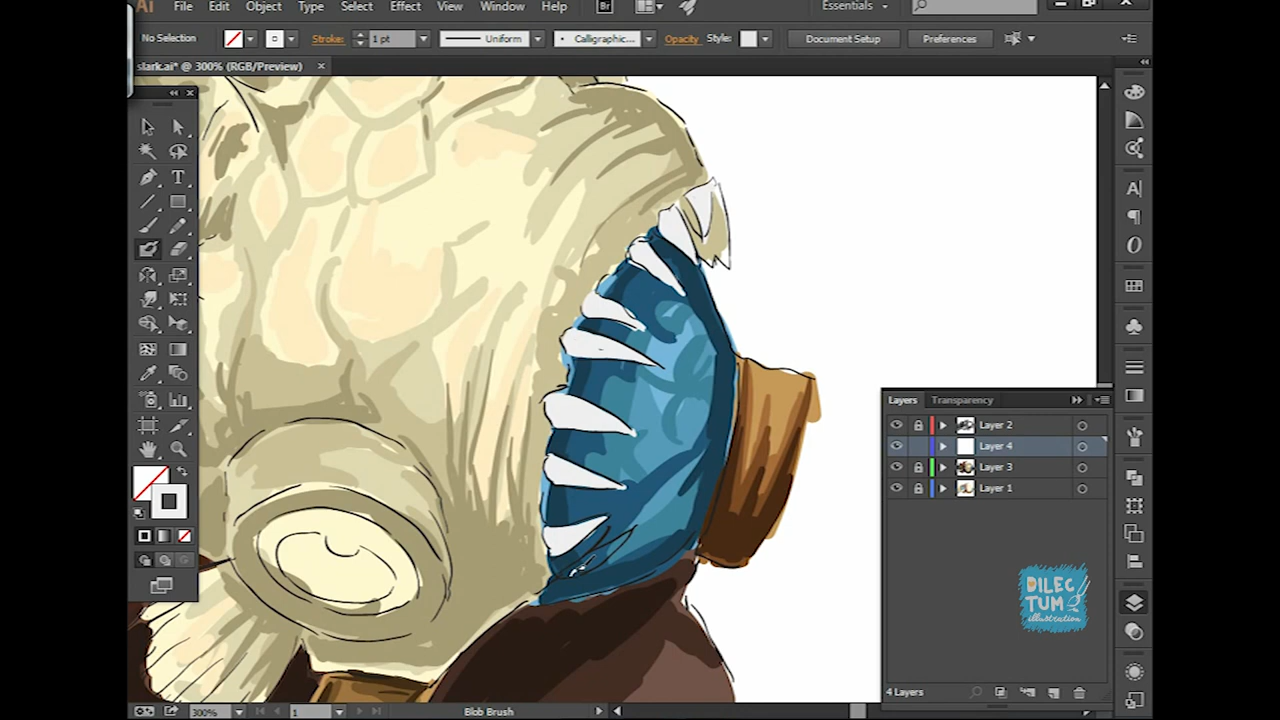 Ai File Edit Object Type Select Effect View Window Help Br Essentials
No Selection Stroke: 1 pt Uniform Calligraphic... Opacity Style: Document Setup Preferences
slark.ai* @ 300% (RGB/Preview)
Layers Transparency
Layer 2
Layer 4
Layer 3
Layer 1
DILEC
TUM
illustration
4 Layers
300% 1 Blob Brush